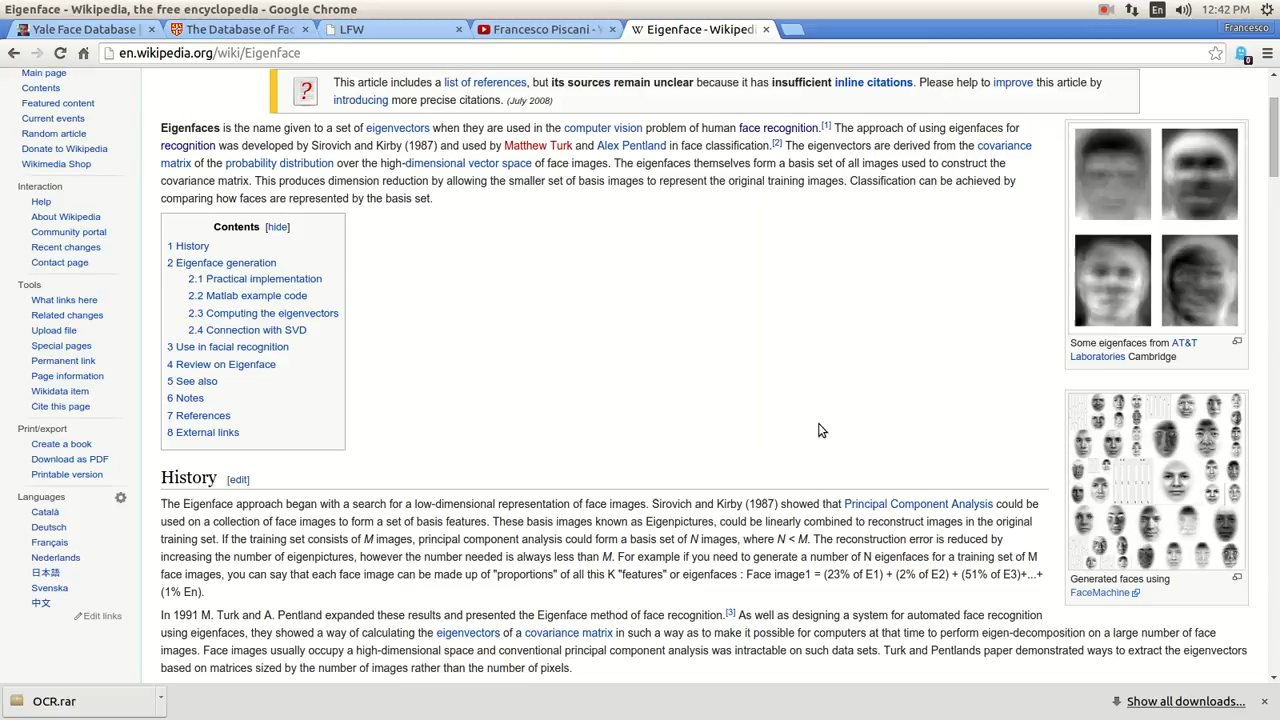 Eigenface - Wikipedia, the free encyclopedia - Google Chrome
En
12:42 PM
Yale Face Database
The Database of Fac
LFW
Francesco Piscani - Y
Eigenface - Wikiped
Francesco
en.wikipedia.org/wiki/Eigenface
Main page
Contents
Featured content
Current events
Random article
Donate to Wikipedia
Wikimedia Shop
Interaction
Help
About Wikipedia
Community portal
Recent changes
Contact page
Tools
What links here
Related changes
Upload file
Special pages
Permanent link
Page information
Wikidata item
Cite this page
Print/export
Create a book
Download as PDF
Printable version
Languages
Català
Deutsch
Français
Nederlands
日本語
Svenska
中文
Edit links
This article includes a list of references, but its sources remain unclear because it has insufficient inline citations. Please help to improve this article by
introducing more precise citations. (July 2008)
Eigenfaces is the name given to a set of eigenvectors when they are used in the computer vision problem of human face recognition.[1] The approach of using eigenfaces for
recognition was developed by Sirovich and Kirby (1987) and used by Matthew Turk and Alex Pentland in face classification.[2] The eigenvectors are derived from the covariance
matrix of the probability distribution over the high-dimensional vector space of face images. The eigenfaces themselves form a basis set of all images used to construct the
covariance matrix. This produces dimension reduction by allowing the smaller set of basis images to represent the original training images. Classification can be achieved by
comparing how faces are represented by the basis set.
Contents [hide]
1 History
2 Eigenface generation
2.1 Practical implementation
2.2 Matlab example code
2.3 Computing the eigenvectors
2.4 Connection with SVD
3 Use in facial recognition
4 Review on Eigenface
5 See also
6 Notes
7 References
8 External links
Some eigenfaces from AT&T
Laboratories Cambridge
Generated faces using
FaceMachine
History [edit]
The Eigenface approach began with a search for a low-dimensional representation of face images. Sirovich and Kirby (1987) showed that Principal Component Analysis could be
used on a collection of face images to form a set of basis features. These basis images known as Eigenpictures, could be linearly combined to reconstruct images in the original
training set. If the training set consists of M images, principal component analysis could form a basis set of N images, where N < M. The reconstruction error is reduced by
increasing the number of eigenpictures, however the number needed is always less than M. For example if you need to generate a number of N eigenfaces for a training set of M
face images, you can say that each face image can be made up of "proportions" of all this K "features" or eigenfaces : Face image1 = (23% of E1) + (2% of E2) + (51% of E3)+...+
(1% En).
In 1991 M. Turk and A. Pentland expanded these results and presented the Eigenface method of face recognition.[3] As well as designing a system for automated face recognition
using eigenfaces, they showed a way of calculating the eigenvectors of a covariance matrix in such a way as to make it possible for computers at that time to perform eigen-decomposition on a large number of face
images. Face images usually occupy a high-dimensional space and conventional principal component analysis was intractable on such data sets. Turk and Pentlands paper demonstrated ways to extract the eigenvectors
based on matrices sized by the number of images rather than the number of pixels.
OCR.rar
Show all downloads...